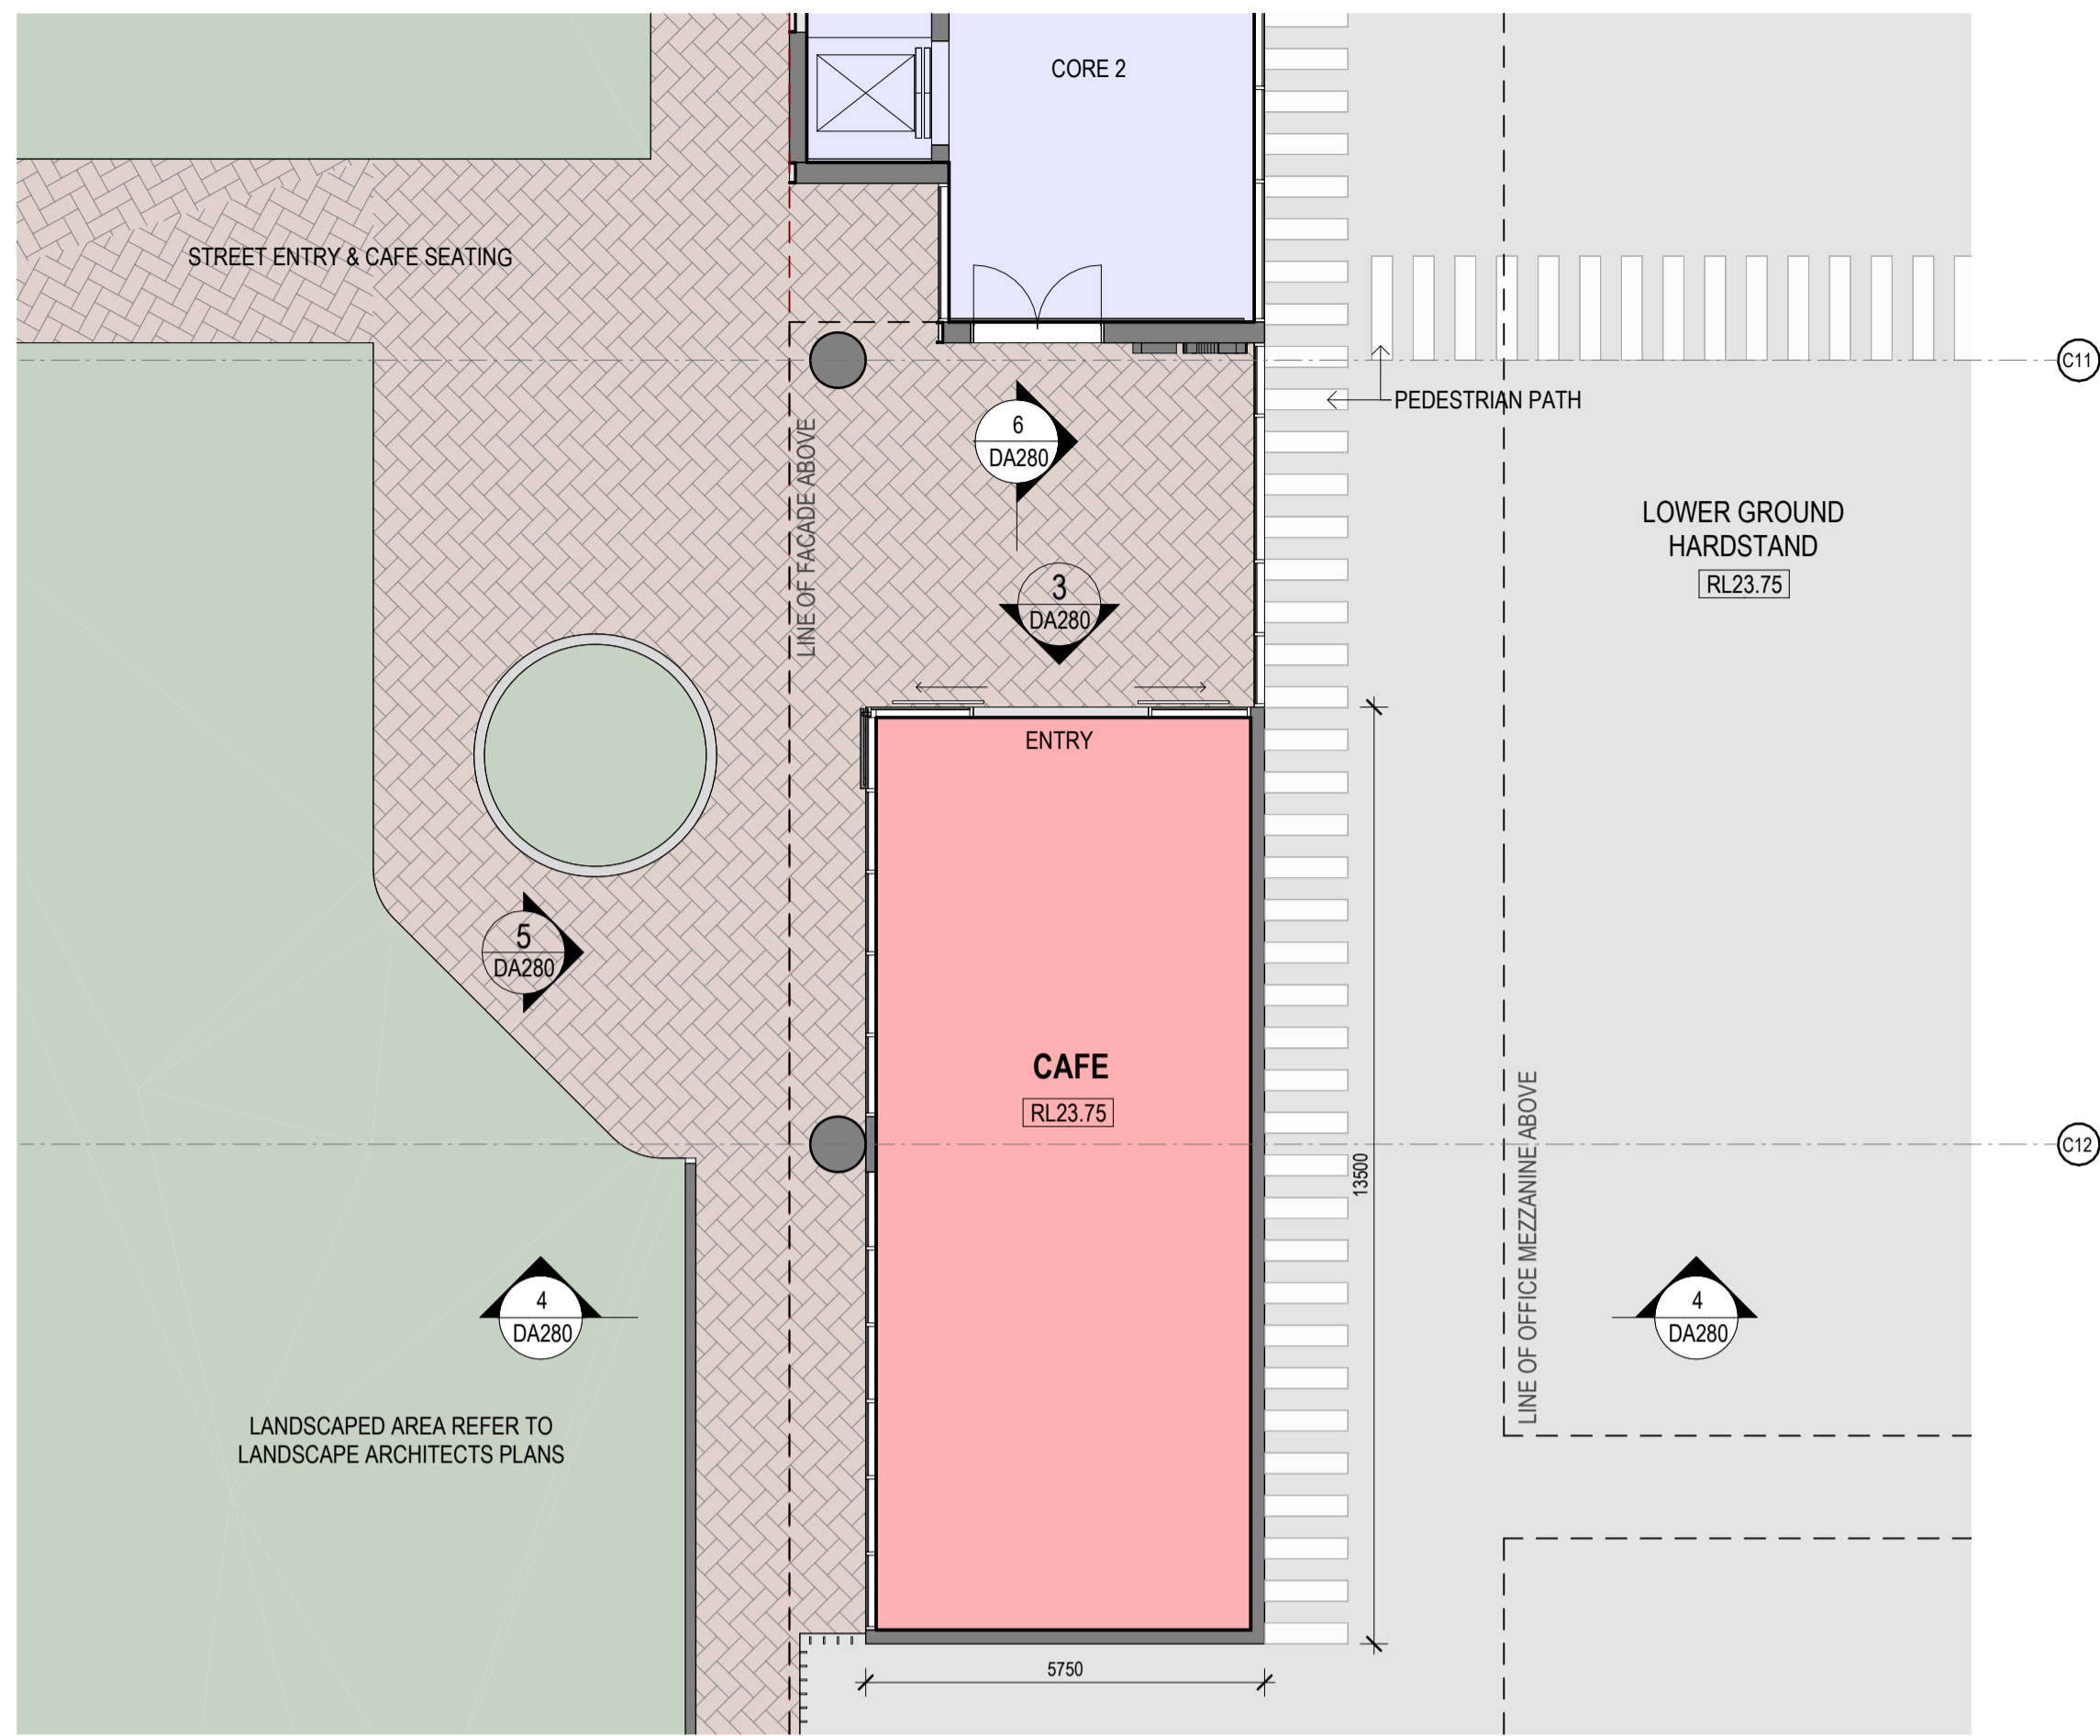 CORE 2
STREET ENTRY & CAFE SEATING
C11
PEDESTRIAN PATH
6
DA280
LINE OF FACADE ABOVE
LOWER GROUND
HARDSTAND
RL23.75
3
DA280
ENTRY
5
DA280
CAFE
RL23.75
C12
13500
LINE OF OFFICE MEZZANINE ABOVE
4
DA280
4
DA280
LANDSCAPED AREA REFER TO
LANDSCAPE ARCHITECTS PLANS
5750